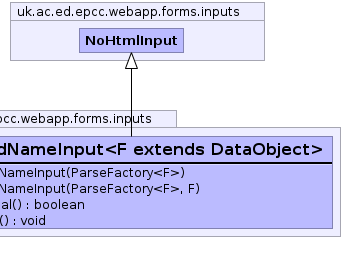 uk.ac.ed.epcc.webapp.forms.inputs
NoHtmlInput
pcc.webapp.forms.inputs
dNameInput<F extends DataObject>
NameInput(ParseFactory<F>)
NameInput(ParseFactory<F>, F)
al() : boolean
() : void